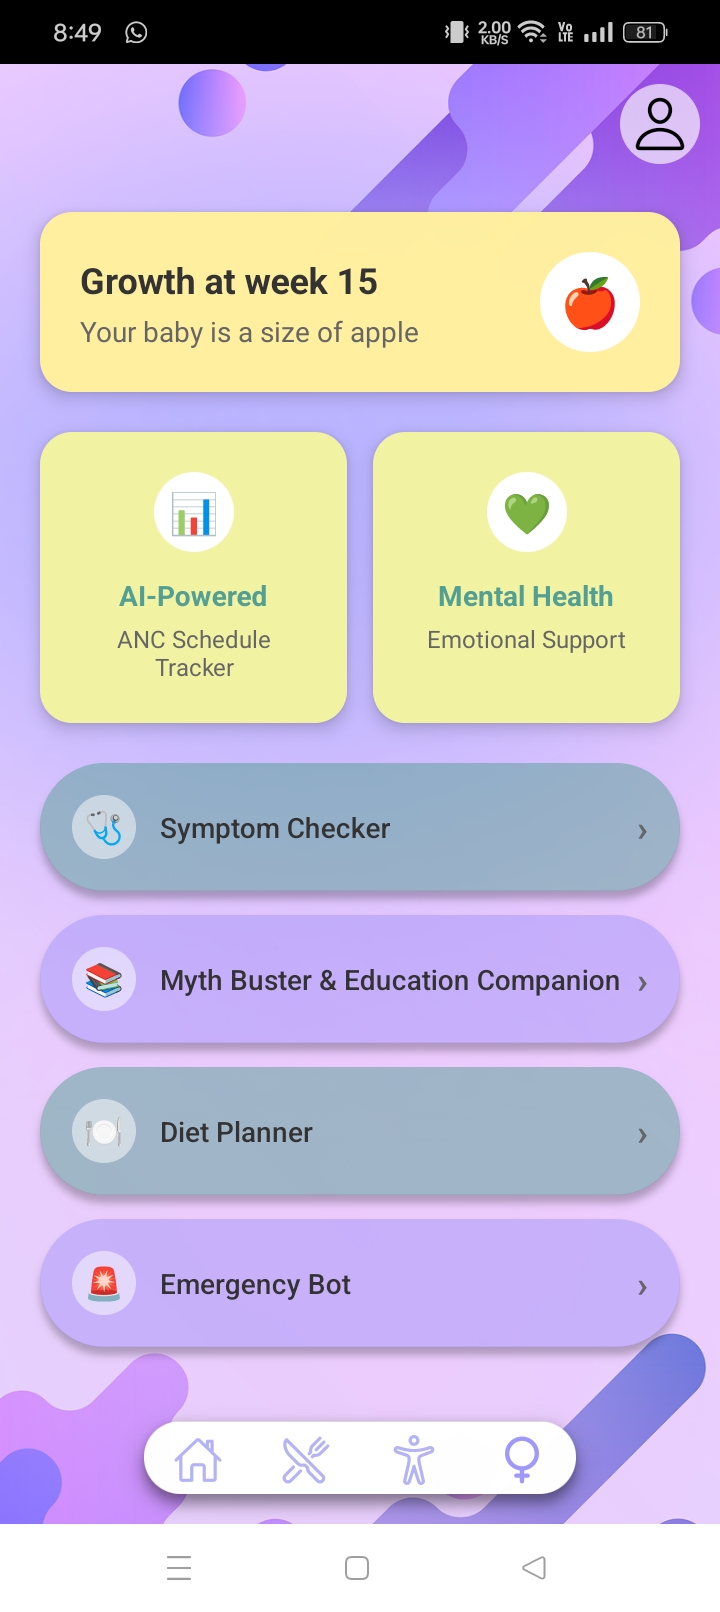 8:49
2.00
KB/S
Vo
LTE
81
Growth at week 15
Your baby is a size of apple
AI-Powered
ANC Schedule
Tracker
Mental Health
Emotional Support
Symptom Checker
Myth Buster & Education Companion
Diet Planner
Emergency Bot